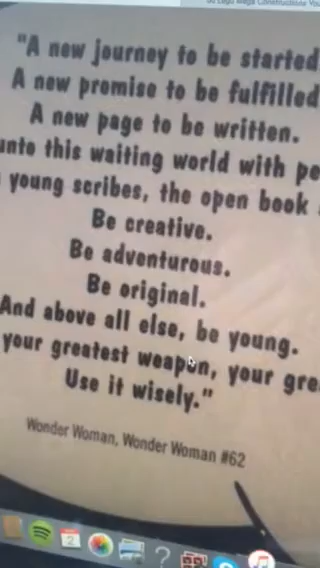 "A new journey to be started
A new promise to be fulfilled
A new page to be written.
unto this waiting world with pe
young scribes, the open book
Be creative.
Be adventurous.
Be original.
And above all else, be young.
your greatest weapon, your gre
Use it wisely."
Wonder Woman, Wonder Woman #62
2